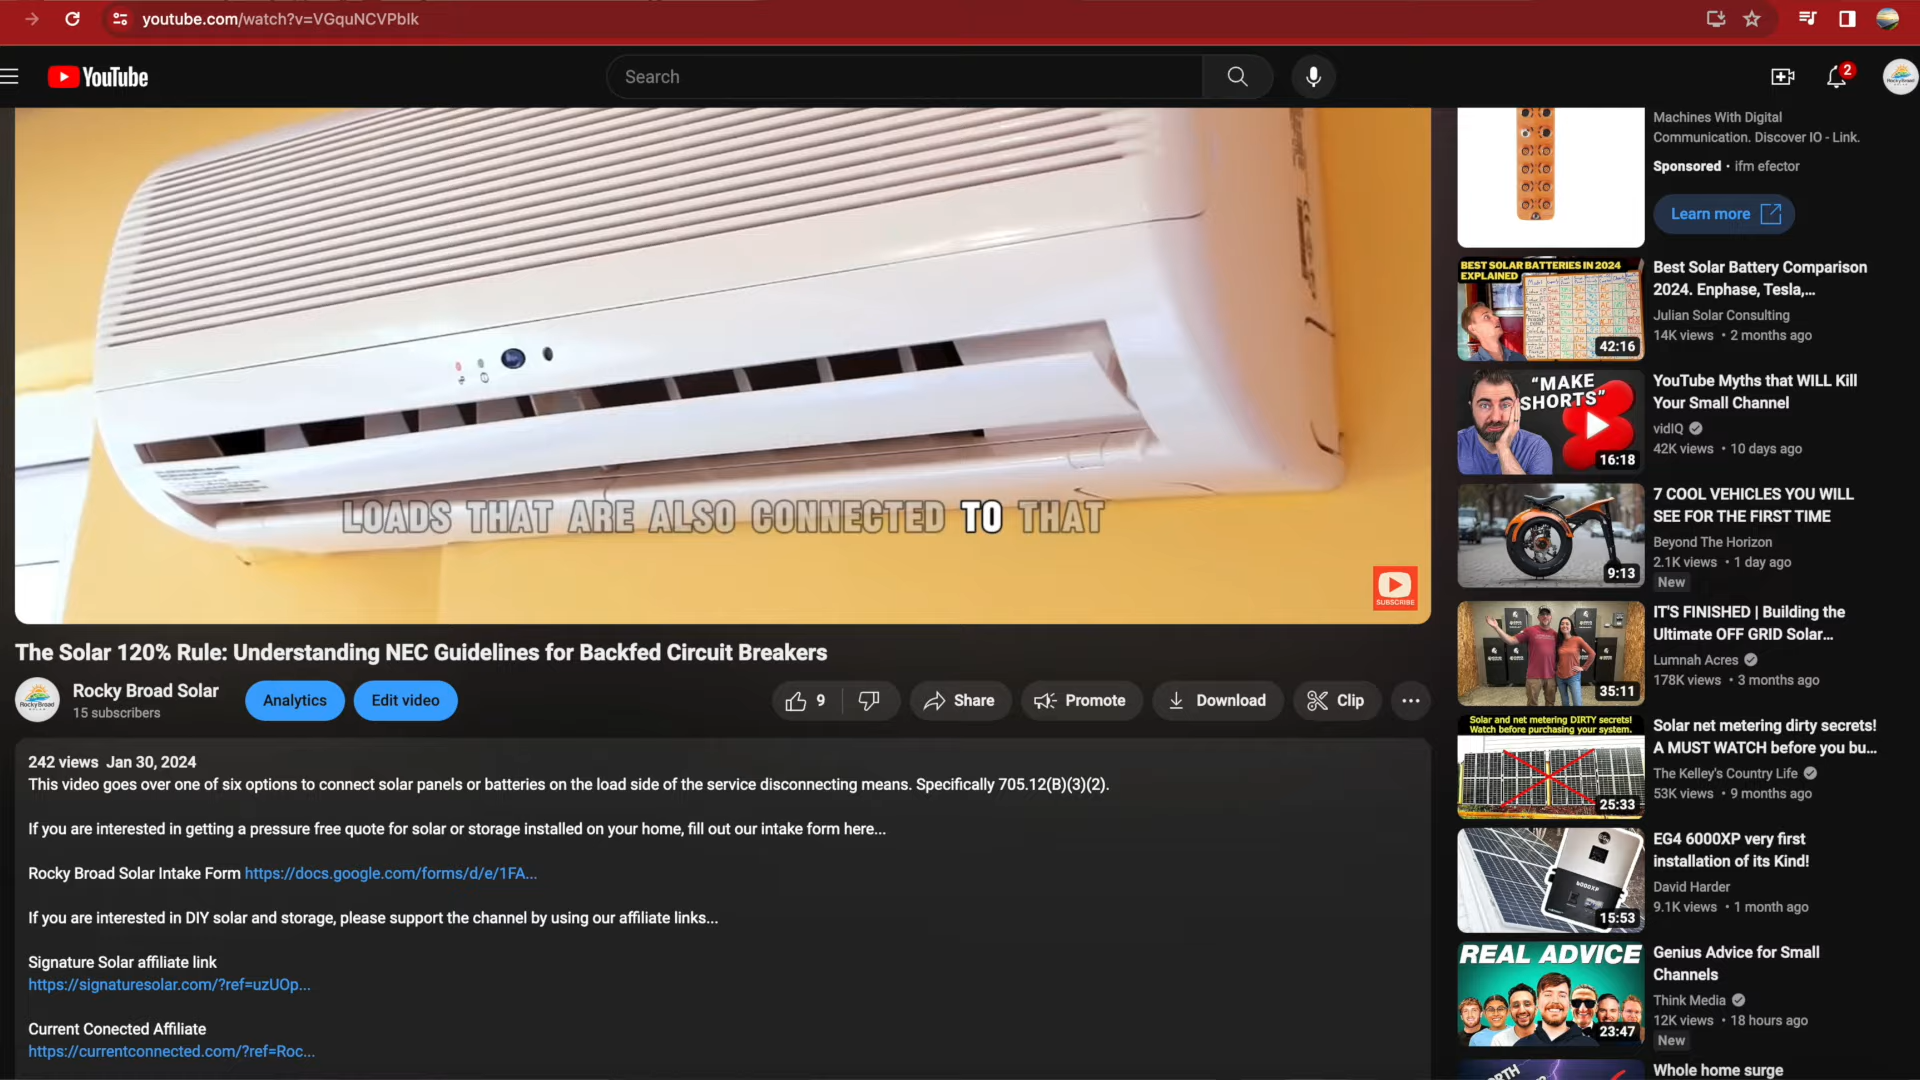 youtube.com/watch?v=VGquNCVPbIk
YouTube
Search
2
LOADS THAT ARE ALSO CONNECTED TO THAT
SUBSCRIBE
The Solar 120% Rule: Understanding NEC Guidelines for Backfed Circuit Breakers
Rocky Broad Solar
15 subscribers
Analytics
Edit video
9
Share
Promote
Download
Clip
242 views Jan 30, 2024
This video goes over one of six options to connect solar panels or batteries on the load side of the service disconnecting means. Specifically 705.12(B)(3)(2).
If you are interested in getting a pressure free quote for solar or storage installed on your home, fill out our intake form here...
Rocky Broad Solar Intake Form https://docs.google.com/forms/d/e/1FA...
If you are interested in DIY solar and storage, please support the channel by using our affiliate links...
Signature Solar affiliate link
https://signaturesolar.com/?ref=uzUOp...
Current Conected Affiliate
https://currentconnected.com/?ref=Roc...
Machines With Digital
Communication. Discover IO - Link.
Sponsored • ifm efector
Learn more
BEST SOLAR BATTERIES IN 2024
EXPLAINED
42:16
Best Solar Battery Comparison
2024. Enphase, Tesla,...
Julian Solar Consulting
14K views • 2 months ago
"MAKE
SHORTS"
16:18
YouTube Myths that WILL Kill
Your Small Channel
vidIQ
42K views • 10 days ago
9:13
7 COOL VEHICLES YOU WILL
SEE FOR THE FIRST TIME
Beyond The Horizon
2.1K views • 1 day ago
New
35:11
IT'S FINISHED | Building the
Ultimate OFF GRID Solar...
Lumnah Acres
178K views • 3 months ago
Solar and net metering DIRTY secrets!
Watch before purchasing your system.
25:33
Solar net metering dirty secrets!
A MUST WATCH before you bu...
The Kelley's Country Life
53K views • 9 months ago
6000XP
15:53
EG4 6000XP very first
installation of its Kind!
David Harder
9.1K views • 1 month ago
REAL ADVICE
23:47
Genius Advice for Small
Channels
Think Media
12K views • 18 hours ago
New
Whole home surge